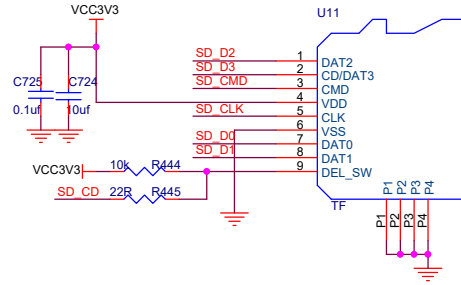 VCC3V3
U11
C725
C724
0.1uf
10uf
SD_D2
1
DAT2
SD_D3
2
CD/DAT3
SD_CMD
3
CMD
4
VDD
SD_CLK
5
CLK
6
VSS
SD_D0
7
DAT0
SD_D1
8
DAT1
9
DEL_SW
VCC3V3
10k
R444
SD_CD
22R
R445
TF
P1
P2
P3
P4
P1
P2
P3
P4